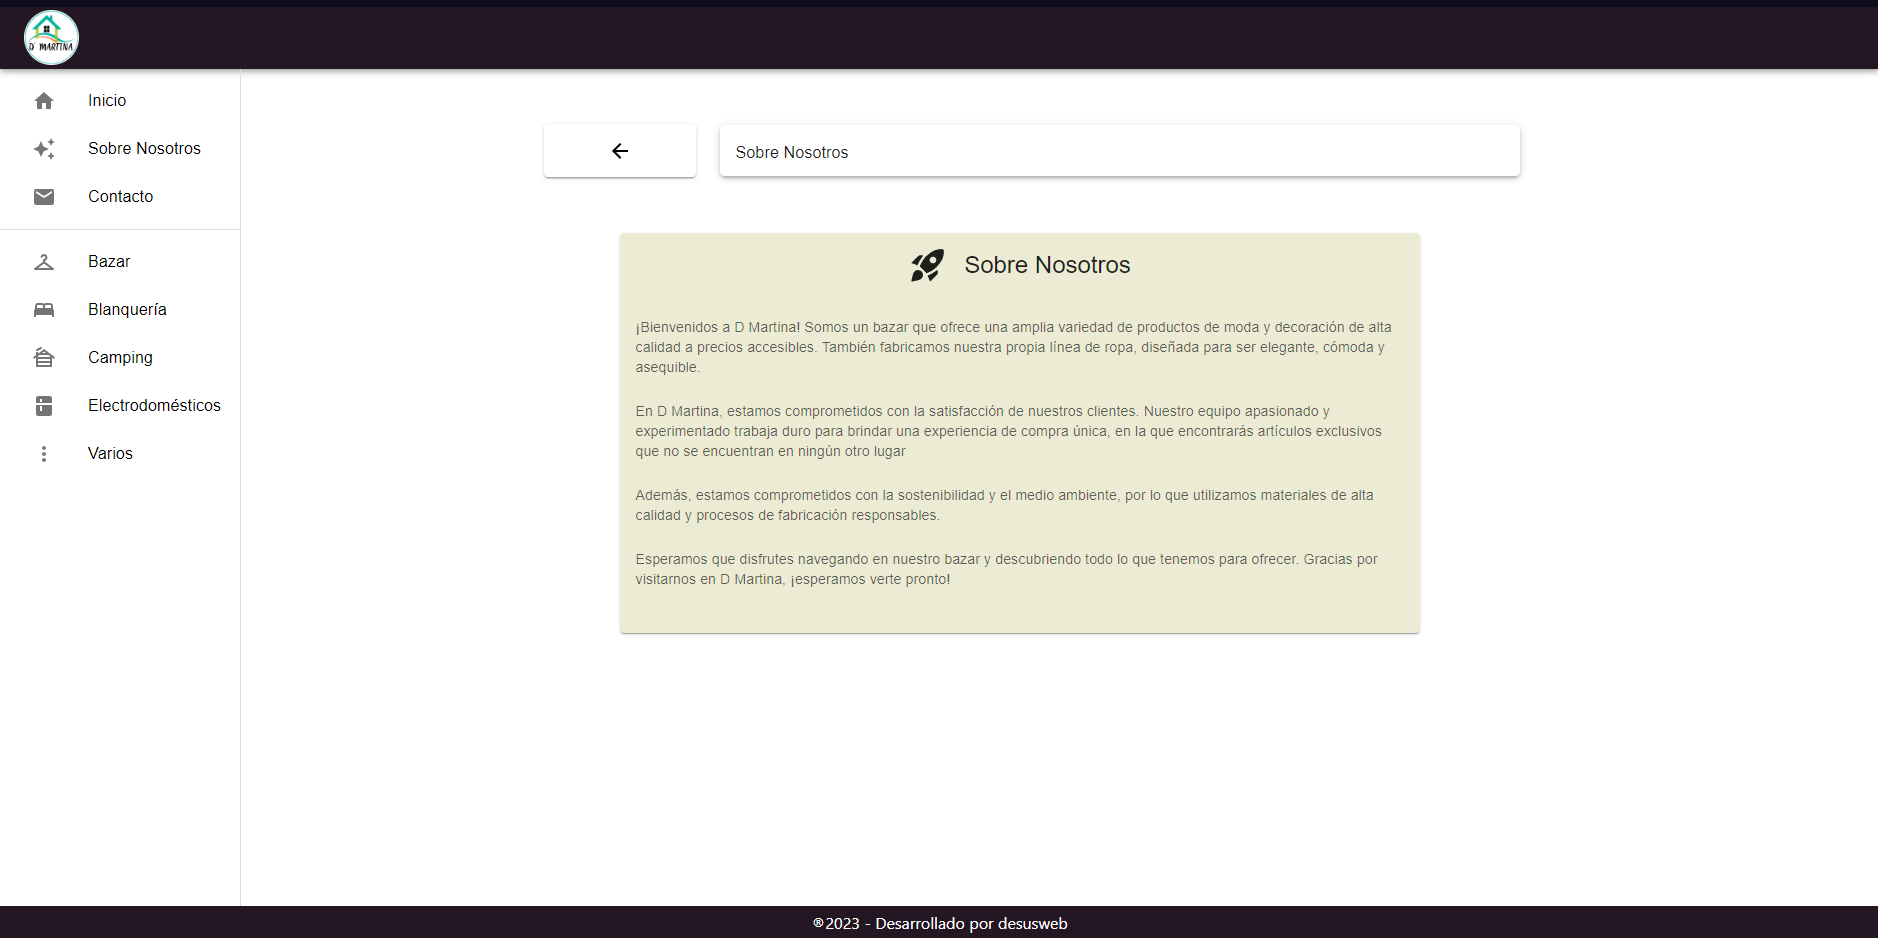 D' MARTINA
Inicio
Sobre Nosotros
Contacto
Bazar
Blanquería
Camping
Electrodomésticos
Varios
Sobre Nosotros
Sobre Nosotros
¡Bienvenidos a D Martina! Somos un bazar que ofrece una amplia variedad de productos de moda y decoración de alta
calidad a precios accesibles. También fabricamos nuestra propia línea de ropa, diseñada para ser elegante, cómoda y
asequible.
En D Martina, estamos comprometidos con la satisfacción de nuestros clientes. Nuestro equipo apasionado y
experimentado trabaja duro para brindar una experiencia de compra única, en la que encontrarás artículos exclusivos
que no se encuentran en ningún otro lugar
Además, estamos comprometidos con la sostenibilidad y el medio ambiente, por lo que utilizamos materiales de alta
calidad y procesos de fabricación responsables.
Esperamos que disfrutes navegando en nuestro bazar y descubriendo todo lo que tenemos para ofrecer. Gracias por
visitarnos en D Martina, ¡esperamos verte pronto!
®2023 - Desarrollado por desusweb